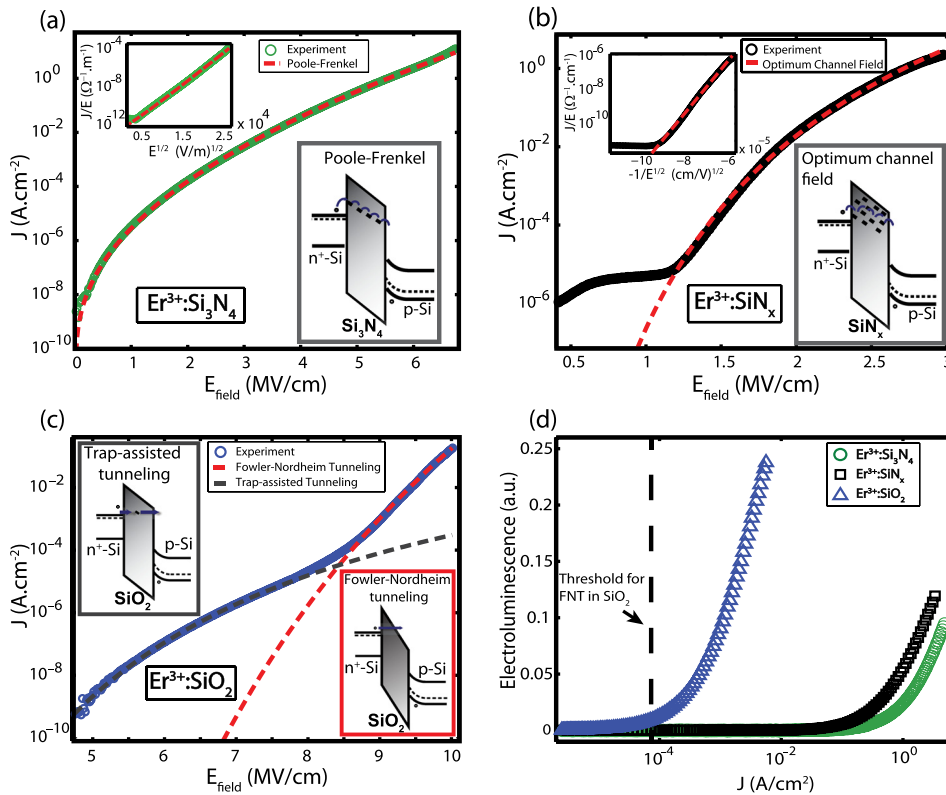 (a)
J (A.cm⁻²)
10⁰
10⁻²
10⁻⁴
10⁻⁶
10⁻⁸
10⁻¹⁰
0 1 2 3 4 5 6
E_field (MV/cm)
J/E (Ω⁻¹.m⁻¹)
10⁻⁴
10⁻⁸
10⁻¹²
0.5 1.5 2.5
x 10⁴
E^1/2 (V/m)^1/2
Experiment
Poole-Frenkel
Poole-Frenkel
n⁺-Si
p-Si
Si₃N₄
Er³⁺:Si₃N₄
(b)
J (A.cm⁻²)
10⁰
10⁻²
10⁻⁴
10⁻⁶
0.5 1 1.5 2 2.5 3
E_field (MV/cm)
J/E (Ω⁻¹.cm⁻¹)
10⁻⁶
10⁻¹⁰
−10 −8 −6
x 10⁻⁵
-1/E^1/2 (cm/V)^1/2
Experiment
Optimum Channel Field
Optimum channel
field
n⁺-Si
p-Si
SiNₓ
Er³⁺:SiNₓ
(c)
J (A.cm⁻²)
10⁻²
10⁻⁴
10⁻⁶
10⁻⁸
10⁻¹⁰
5 6 7 8 9 10
E_field (MV/cm)
Experiment
Fowler-Nordheim Tunneling
Trap-assisted Tunneling
Trap-assisted
tunneling
n⁺-Si
p-Si
SiO₂
Er³⁺:SiO₂
Fowler-Nordheim
tunneling
n⁺-Si
p-Si
SiO₂
(d)
Electroluminescence (a.u.)
0.25
0.2
0.15
0.1
0.05
0
10⁻⁴ 10⁻² 10⁰
J (A/cm²)
Er³⁺:Si₃N₄
Er³⁺:SiNₓ
Er³⁺:SiO₂
Threshold for
FNT in SiO₂